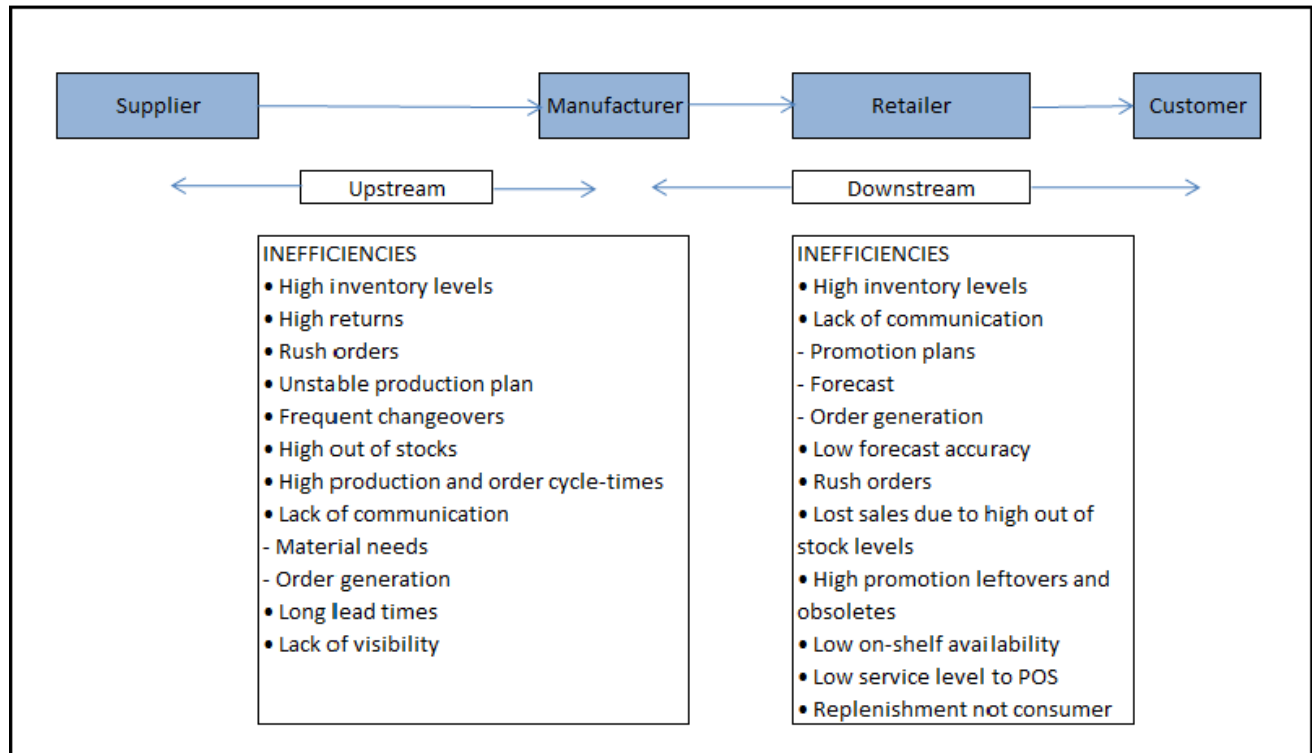 Supplier
Manufacturer
Retailer
Customer
Upstream
Downstream
INEFFICIENCIES
• High inventory levels
• High returns
• Rush orders
• Unstable production plan
• Frequent changeovers
• High out of stocks
• High production and order cycle-times
• Lack of communication
- Material needs
- Order generation
• Long lead times
• Lack of visibility
INEFFICIENCIES
• High inventory levels
• Lack of communication
- Promotion plans
- Forecast
- Order generation
• Low forecast accuracy
• Rush orders
• Lost sales due to high out of
stock levels
• High promotion leftovers and
obsoletes
• Low on-shelf availability
• Low service level to POS
• Replenishment not consumer